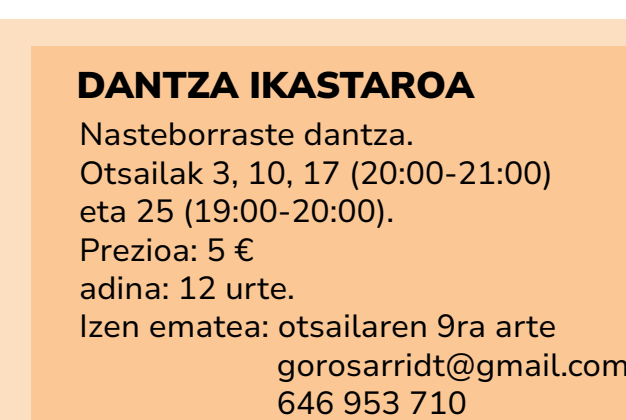 DANTZA IKASTAROA
Nasteborraste dantza.
Otsailak 3, 10, 17 (20:00-21:00)
eta 25 (19:00-20:00).
Prezioa: 5 €
adina: 12 urte.
Izen ematea: otsailaren 9ra arte
gorosarridt@gmail.com
646 953 710